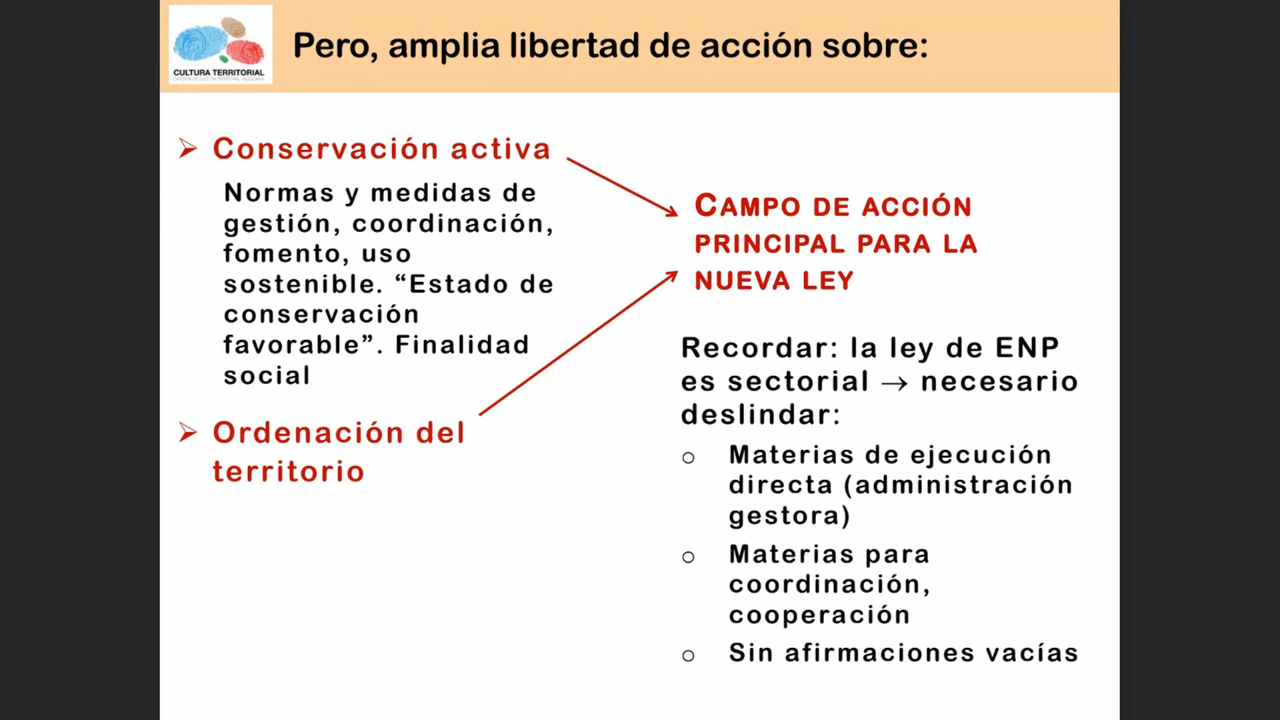 Pero, amplia libertad de acción sobre:
CULTURA TERRITORIAL
Conservación activa
Normas y medidas de
gestión, coordinación,
fomento, uso
sostenible. “Estado de
conservación
favorable”. Finalidad
social
Ordenación del
territorio
CAMPO DE ACCIÓN
PRINCIPAL PARA LA
NUEVA LEY
Recordar: la ley de ENP
es sectorial → necesario
deslindar:
Materias de ejecución
directa (administración
gestora)
Materias para
coordinación,
cooperación
Sin afirmaciones vacías